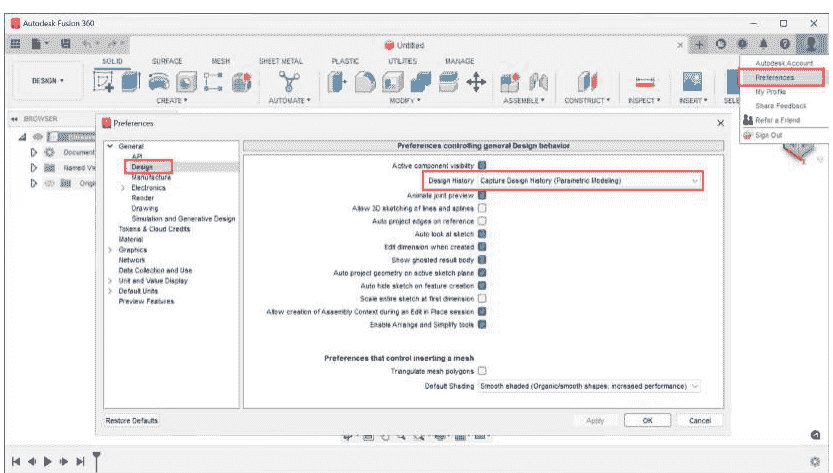 Autodesk Fusion 360
Untitled
SOLID SURFACE MESH SHEET METAL PLASTIC UTILITIES MANAGE
DESIGN
CREATE AUTOMATE MODIFY ASSEMBLE CONSTRUCT INSPECT INSERT SELE
Autodesk Account
Preferences
My Profile
Share Feedback
Refer a Friend
Sign Out
BROWSER
Document
Named Vi
Origi
Preferences
General
API
Design
Manufacture
Electronics
Render
Drawing
Simulation and Generative Design
Tokens & Cloud Credits
Material
Graphics
Network
Data Collection and Use
Unit and Value Display
Default Units
Preview Features
Preferences controlling general Design behavior
Active component visibility
Design History Capture Design History (Parametric Modeling)
Animate joint preview
Allow 3D sketching of lines and splines
Auto project edges on reference
Auto look at sketch
Edit dimension when created
Show ghosted result body
Auto project geometry on active sketch plane
Auto hide sketch on feature creation
Scale entire sketch at first dimension
Allow creation of Assembly Context during an Edit in Place session
Enable Arrange and Simplify tools
Preferences that control inserting a mesh
Triangulate mesh polygons
Default Shading Smooth shaded (Organic/smooth shapes; increased performance)
Restore Defaults
Apply OK Cancel